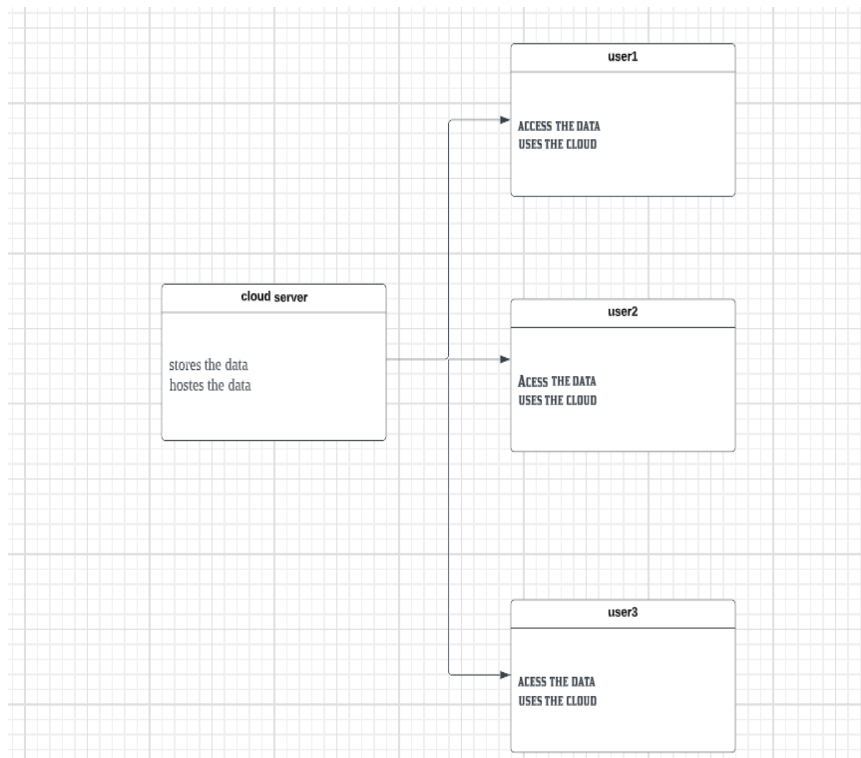 user1
ACCESS THE DATA
USES THE CLOUD
cloud server
stores the data
hostes the data
user2
ACESS THE DATA
USES THE CLOUD
user3
ACESS THE DATA
USES THE CLOUD